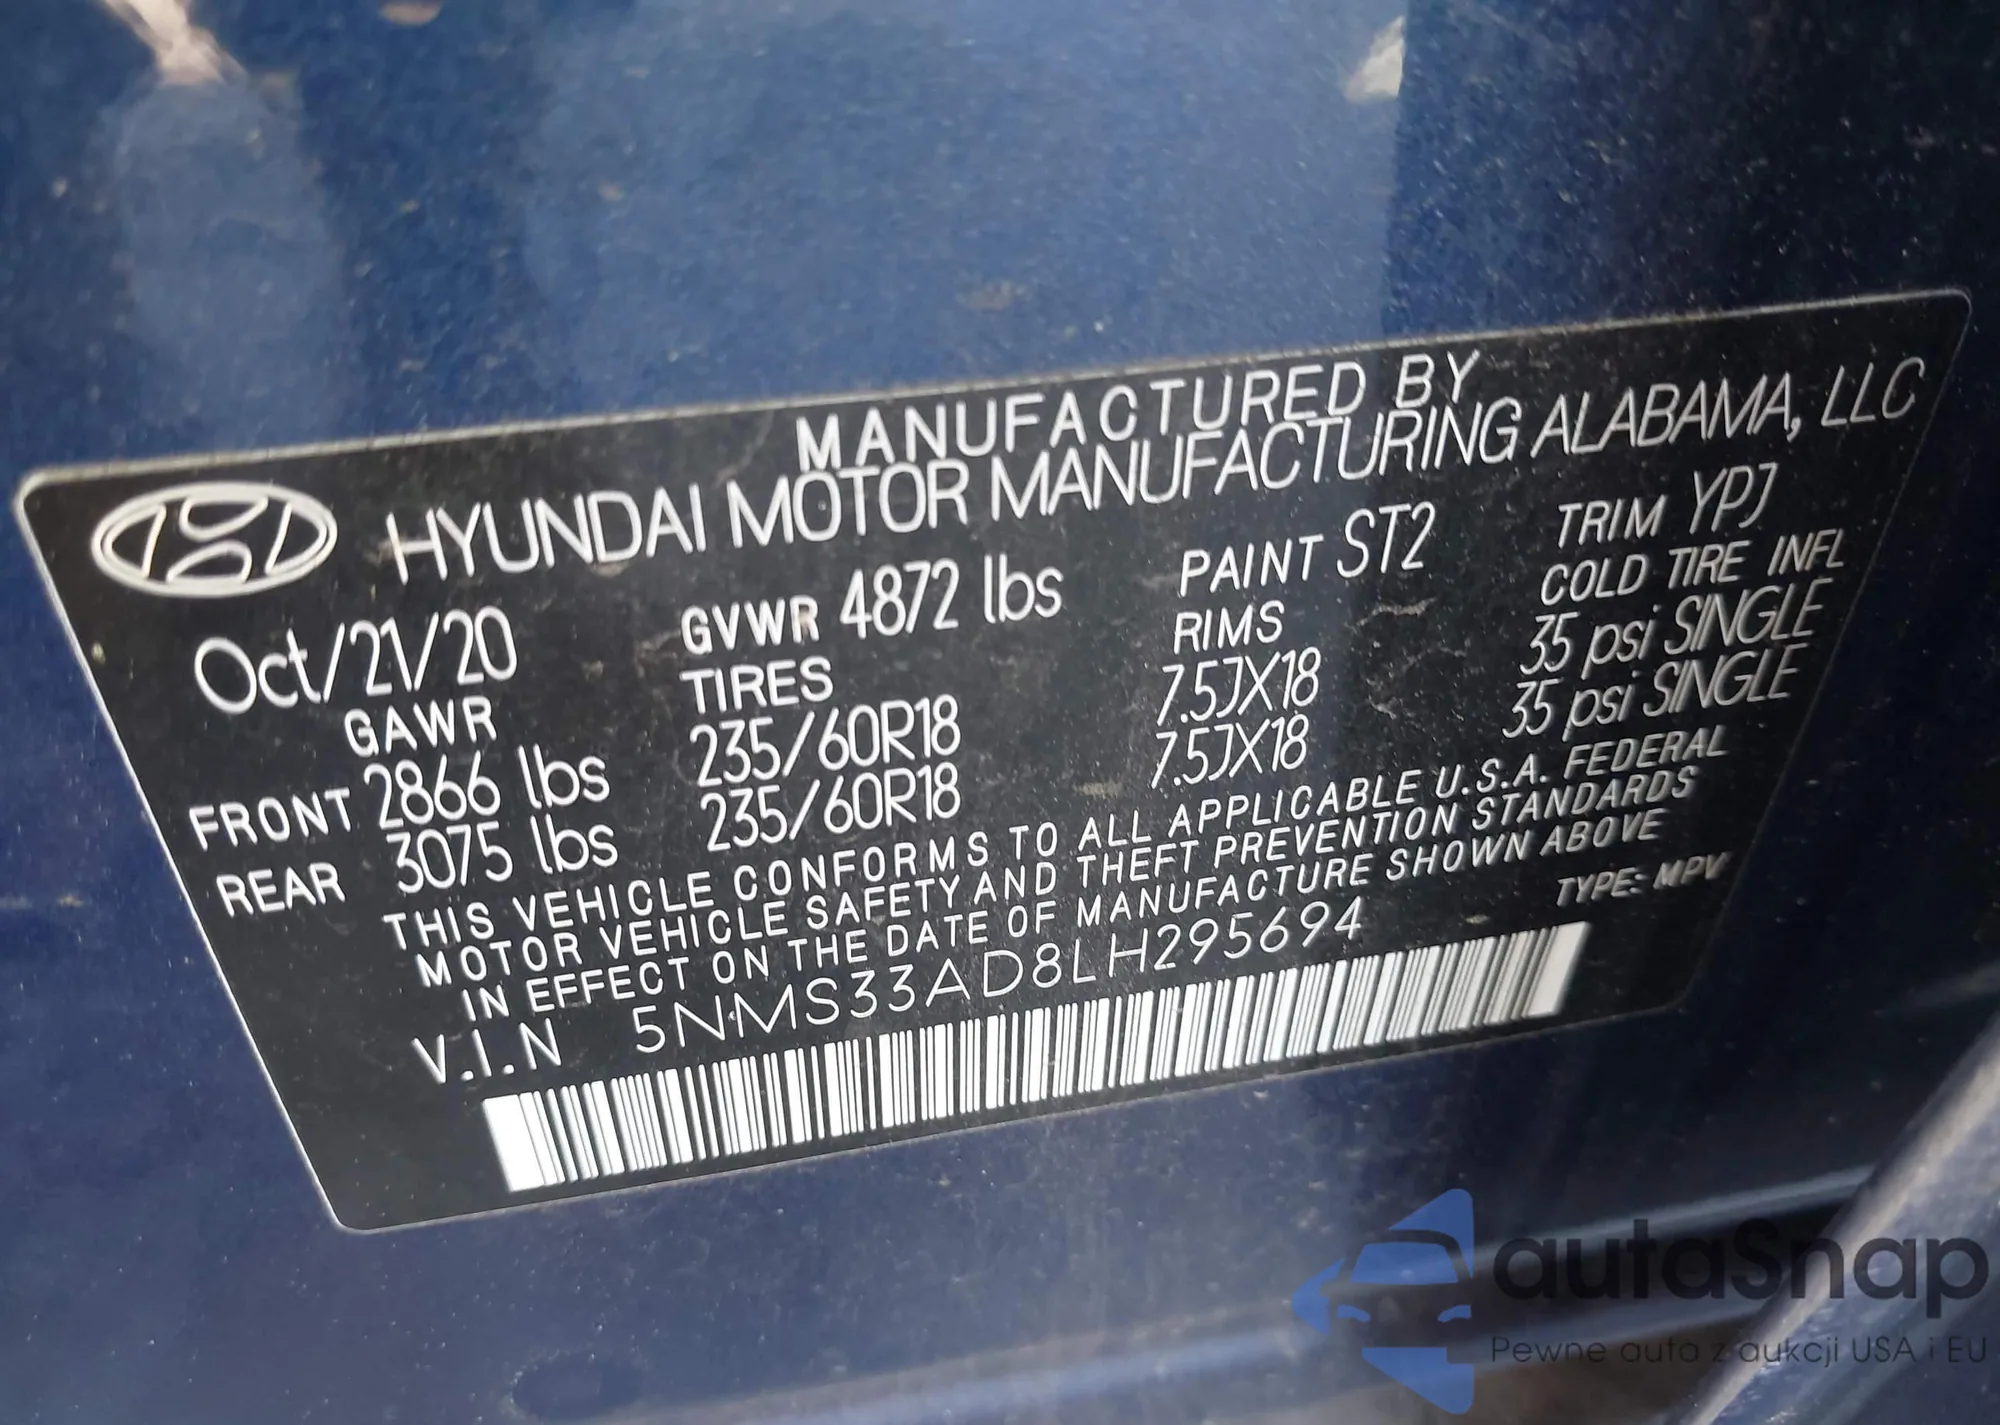 MANUFACTURED BY
HYUNDAI MOTOR MANUFACTURING ALABAMA, LLC
Oct/21/20 GVWR 4872 lbs PAINT ST2 TRIM YPJ
GAWR TIRES RIMS COLD TIRE INFL
FRONT 2866 lbs 235/60R18 7.5JX18 35 psi SINGLE
REAR 3075 lbs 235/60R18 7.5JX18 35 psi SINGLE
THIS VEHICLE CONFORMS TO ALL APPLICABLE U.S.A. FEDERAL
MOTOR VEHICLE SAFETY AND THEFT PREVENTION STANDARDS
IN EFFECT ON THE DATE OF MANUFACTURE SHOWN ABOVE
V.I.N 5NMS33AD8LH295694 TYPE: MPV
autaSnap
Pewne auta z aukcji USA i EU